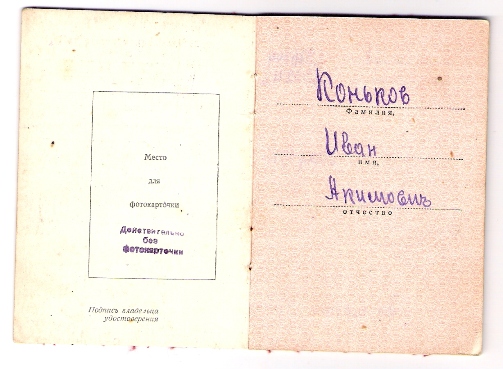 Место
для
фотокарточки
Действительно
без
фотокарточки
Подпись владельца
удостоверения
Коньков
Фамилия,
Иван
имя,
Акимович
отчество